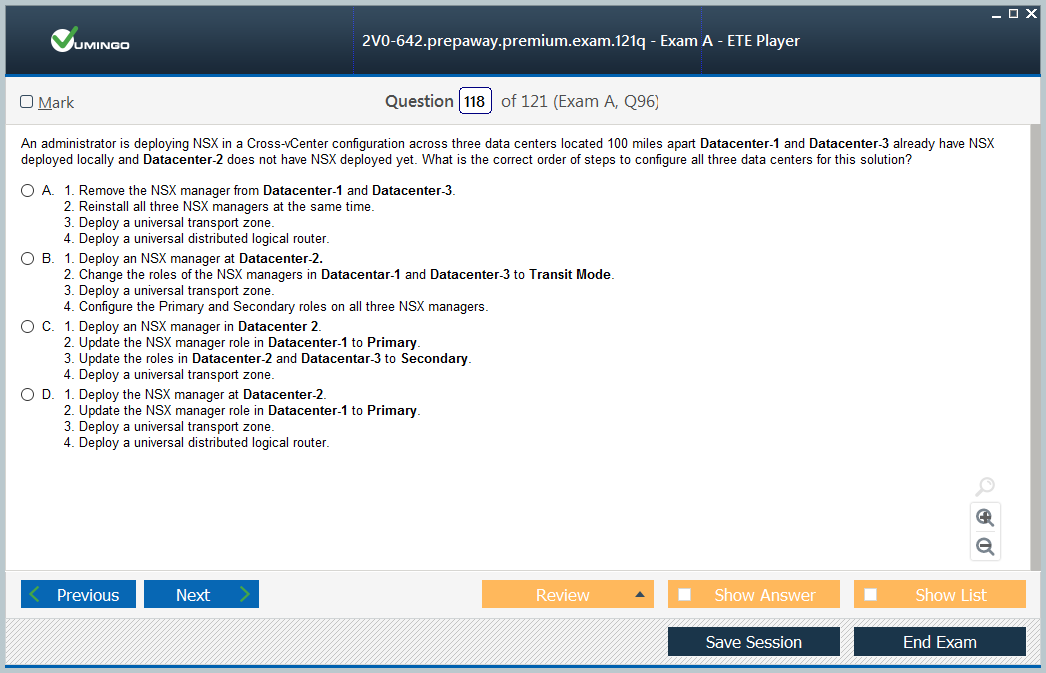 VUMINGO
2V0-642.prepaway.premium.exam.121q - Exam A - ETE Player
Mark
Question 118 of 121 (Exam A, Q96)
An administrator is deploying NSX in a Cross-vCenter configuration across three data centers located 100 miles apart Datacenter-1 and Datacenter-3 already have NSX
deployed locally and Datacenter-2 does not have NSX deployed yet. What is the correct order of steps to configure all three data centers for this solution?
A. 1. Remove the NSX manager from Datacenter-1 and Datacenter-3.
2. Reinstall all three NSX managers at the same time.
3. Deploy a universal transport zone.
4. Deploy a universal distributed logical router.
B. 1. Deploy an NSX manager at Datacenter-2.
2. Change the roles of the NSX managers in Datacentar-1 and Datacenter-3 to Transit Mode.
3. Deploy a universal transport zone.
4. Configure the Primary and Secondary roles on all three NSX managers.
C. 1. Deploy an NSX manager in Datacenter 2.
2. Update the NSX manager role in Datacenter-1 to Primary.
3. Update the roles in Datacenter-2 and Datacentar-3 to Secondary.
4. Deploy a universal transport zone.
D. 1. Deploy the NSX manager at Datacenter-2.
2. Update the NSX manager role in Datacenter-1 to Primary.
3. Deploy a universal transport zone.
4. Deploy a universal distributed logical router.
Previous Next Review Show Answer Show List
Save Session End Exam